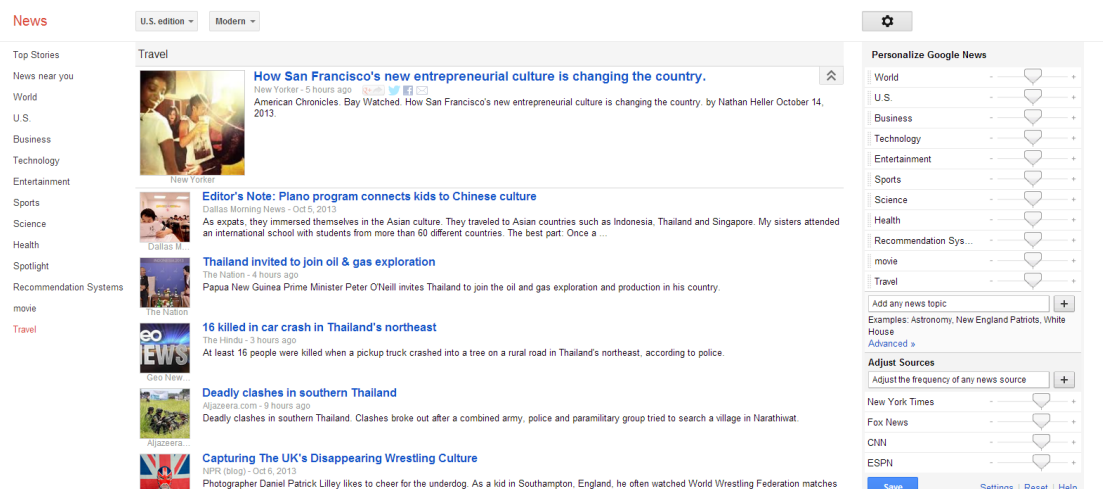 News
U.S. edition
Modern
Top Stories
News near you
World
U.S.
Business
Technology
Entertainment
Sports
Science
Health
Spotlight
Recommendation Systems
movie
Travel
Travel
How San Francisco's new entrepreneurial culture is changing the country.
New Yorker - 5 hours ago
American Chronicles. Bay Watched. How San Francisco's new entrepreneurial culture is changing the country. by Nathan Heller October 14,
2013.
New Yorker
Editor's Note: Plano program connects kids to Chinese culture
Dallas Morning News - Oct 5, 2013
As expats, they immersed themselves in the Asian culture. They traveled to Asian countries such as Indonesia, Thailand and Singapore. My sisters attended
an international school with students from more than 60 different countries. The best part: Once a ...
Dallas M...
Thailand invited to join oil & gas exploration
The Nation - 4 hours ago
Papua New Guinea Prime Minister Peter O'Neill invites Thailand to join the oil and gas exploration and production in his country.
The Nation
16 killed in car crash in Thailand's northeast
The Hindu - 3 hours ago
At least 16 people were killed when a pickup truck crashed into a tree on a rural road in Thailand's northeast, according to police.
eo
NEWS
Geo New...
Deadly clashes in southern Thailand
Aljazeera.com - 9 hours ago
Deadly clashes in southern Thailand. Clashes broke out after a combined army, police and paramilitary group tried to search a village in Narathiwat.
Aljazeera...
Capturing The UK's Disappearing Wrestling Culture
NPR (blog) - Oct 6, 2013
Photographer Daniel Patrick Lilley likes to cheer for the underdog. As a kid in Southampton, England, he often watched World Wrestling Federation matches
Personalize Google News
World - +
U.S. - +
Business - +
Technology - +
Entertainment - +
Sports - +
Science - +
Health - +
Recommendation Sys... - +
movie - +
Travel - +
Add any news topic +
Examples: Astronomy, New England Patriots, White
House
Advanced »
Adjust Sources
Adjust the frequency of any news source +
New York Times - +
Fox News - +
CNN - +
ESPN - +
Save
Settings | Reset | Help